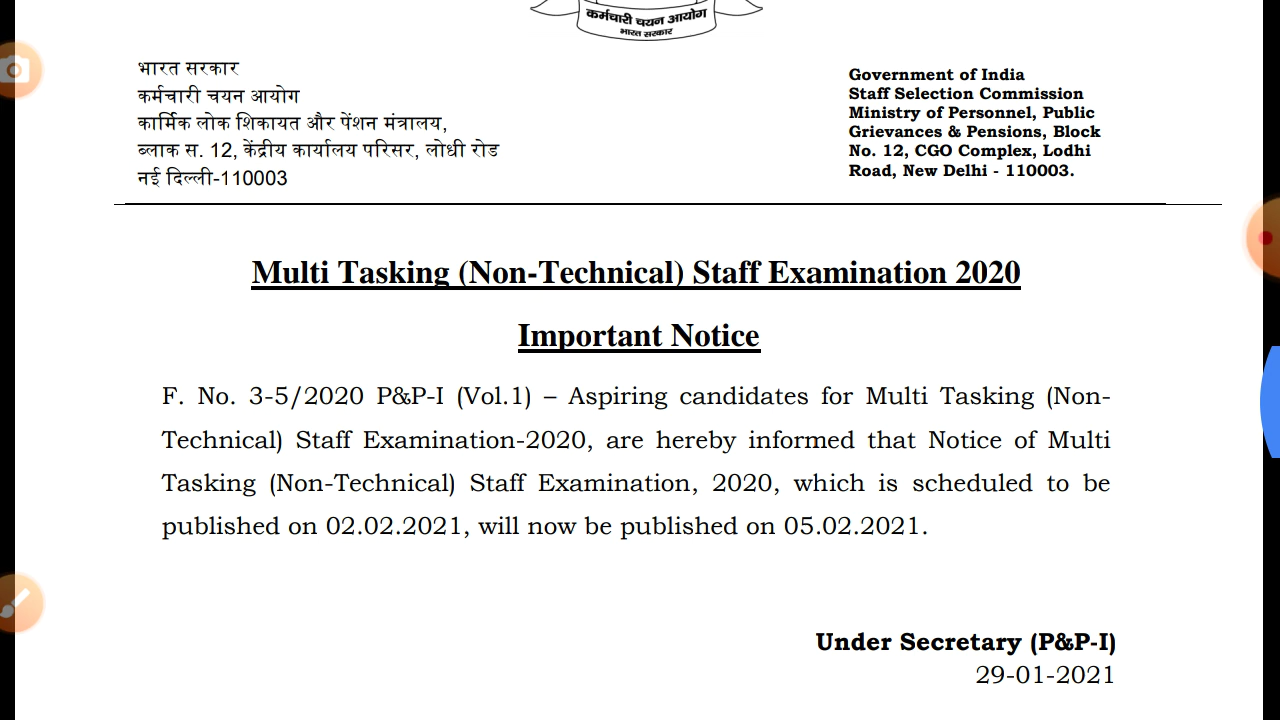 कर्मचारी चयन आयोग
भारत सरकार
भारत सरकार
कर्मचारी चयन आयोग
कार्मिक लोक शिकायत और पेंशन मंत्रालय,
ब्लाक स. 12, केंद्रीय कार्यालय परिसर, लोधी रोड
नई दिल्ली-110003
Government of India
Staff Selection Commission
Ministry of Personnel, Public
Grievances & Pensions, Block
No. 12, CGO Complex, Lodhi
Road, New Delhi - 110003.
Multi Tasking (Non-Technical) Staff Examination 2020
Important Notice
F. No. 3-5/2020 P&P-I (Vol.1) – Aspiring candidates for Multi Tasking (Non-
Technical) Staff Examination-2020, are hereby informed that Notice of Multi
Tasking (Non-Technical) Staff Examination, 2020, which is scheduled to be
published on 02.02.2021, will now be published on 05.02.2021.
Under Secretary (P&P-I)
29-01-2021